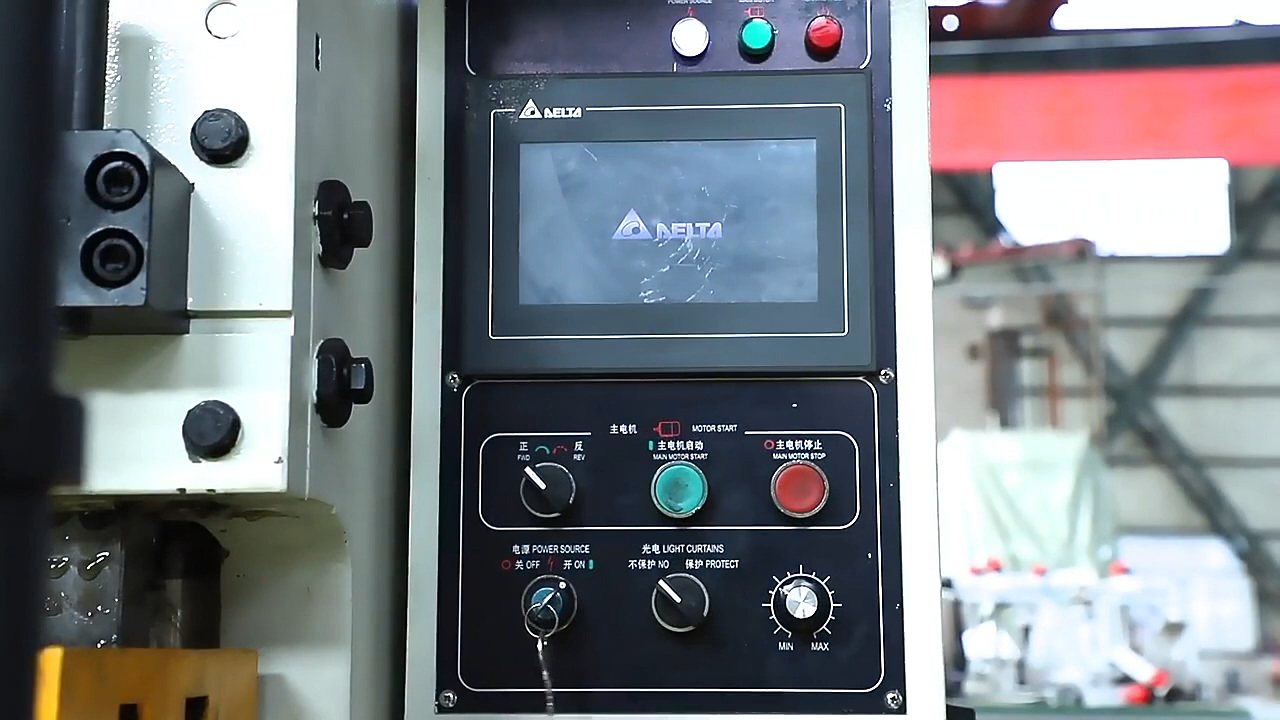 POWER SOURCE
DELTA
DELTA
主电机 MOTOR START
正 反
FWD REV
主电机启动
MAIN MOTOR START
主电机停止
MAIN MOTOR STOP
电源 POWER SOURCE
关 OFF 开 ON
光电 LIGHT CURTAINS
不保护 NO 保护 PROTECT
MIN MAX